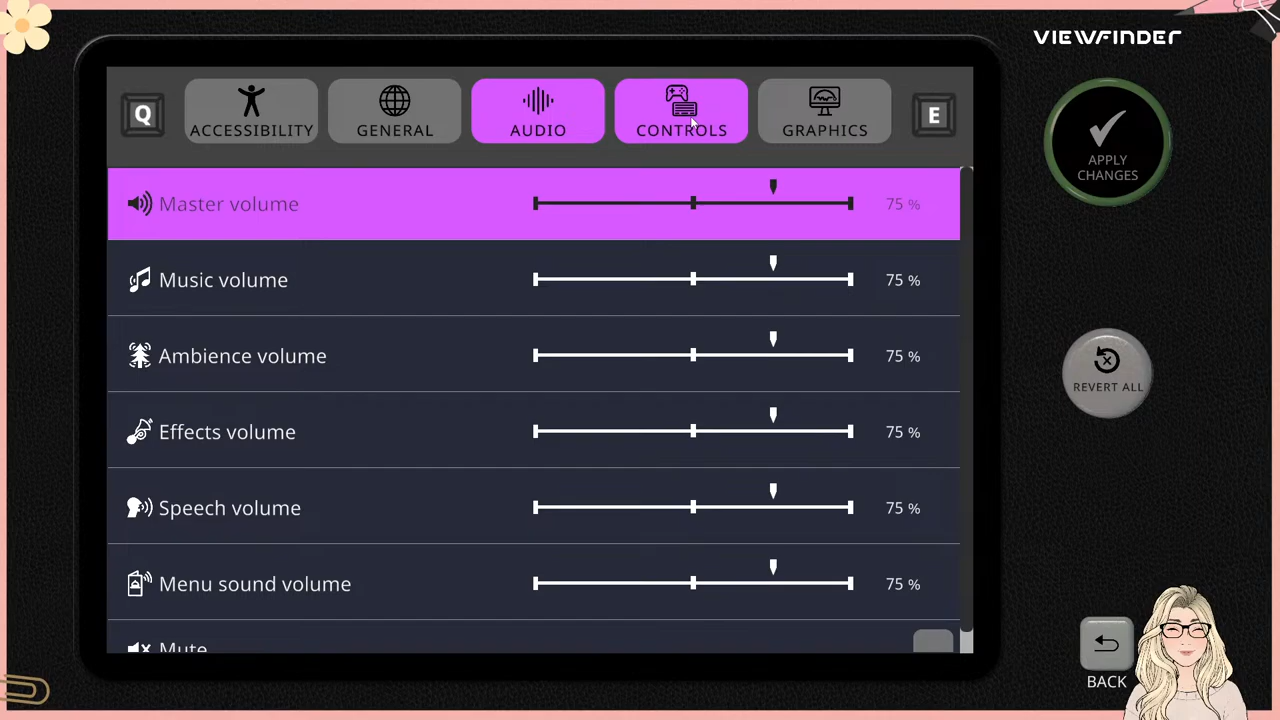 VIEWFINDER
Q
ACCESSIBILITY
GENERAL
AUDIO
CONTROLS
GRAPHICS
E
APPLY
CHANGES
Master volume 75 %
Music volume 75 %
Ambience volume 75 %
Effects volume 75 %
Speech volume 75 %
Menu sound volume 75 %
Mute
REVERT ALL
BACK